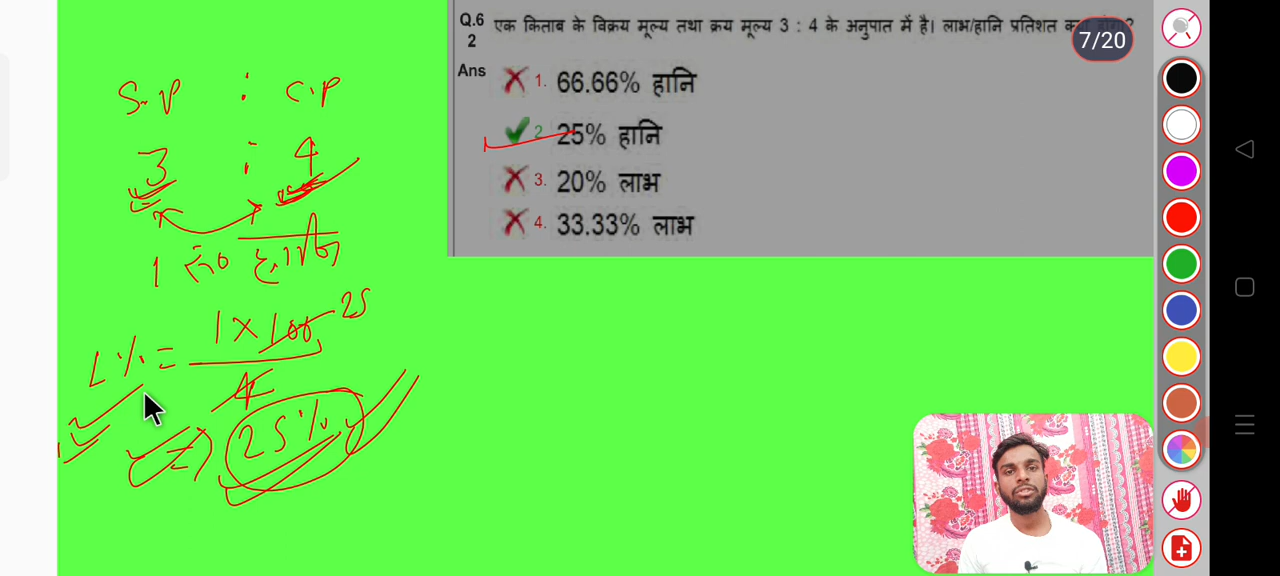 Q.6
2
एक किताब के विक्रय मूल्य तथा क्रय मूल्य 3 : 4 के अनुपात में है। लाभ/हानि प्रतिशत
7/20
Ans
1. 66.66% हानि
2. 25% हानि
3. 20% लाभ
4. 33.33% लाभ
S.P : C.P
3 : 4
1 रु० हानि
L% = 1 × 100 25
4
=) 25%